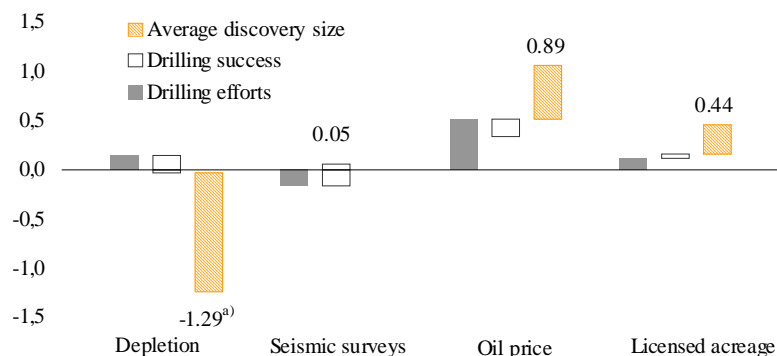 1,5
Average discovery size
0.89
Drilling success
1,0
Drilling efforts
0,5
0.05
0.44
0,0
-0,5
-1,0
-1.29a)
-1,5
Depletion
Seismic surveys
Oil price
Licensed acreage